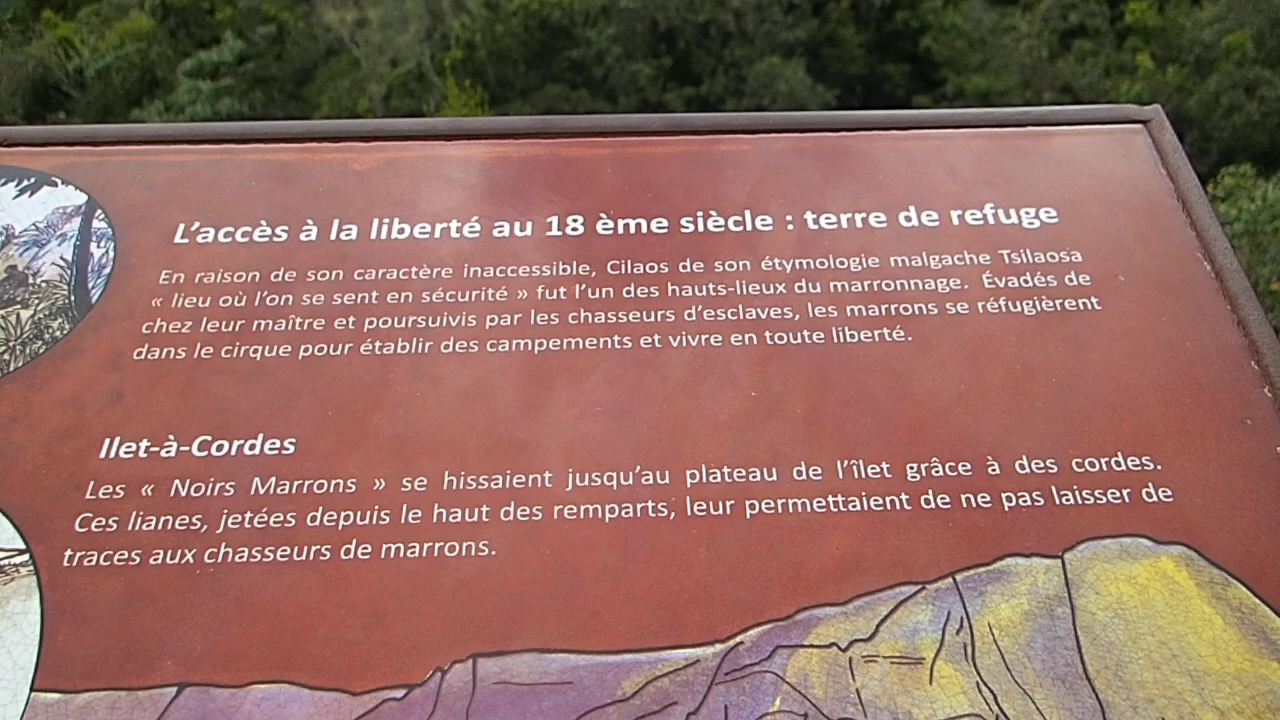 L'accès à la liberté au 18 ème siècle : terre de refuge
En raison de son caractère inaccessible, Cilaos de son étymologie malgache Tsilaosa
« lieu où l'on se sent en sécurité » fut l'un des hauts-lieux du marronnage. Évadés de
chez leur maître et poursuivis par les chasseurs d'esclaves, les marrons se réfugièrent
dans le cirque pour établir des campements et vivre en toute liberté.
Ilet-à-Cordes
Les « Noirs Marrons » se hissaient jusqu'au plateau de l'îlet grâce à des cordes.
Ces lianes, jetées depuis le haut des remparts, leur permettaient de ne pas laisser de
traces aux chasseurs de marrons.